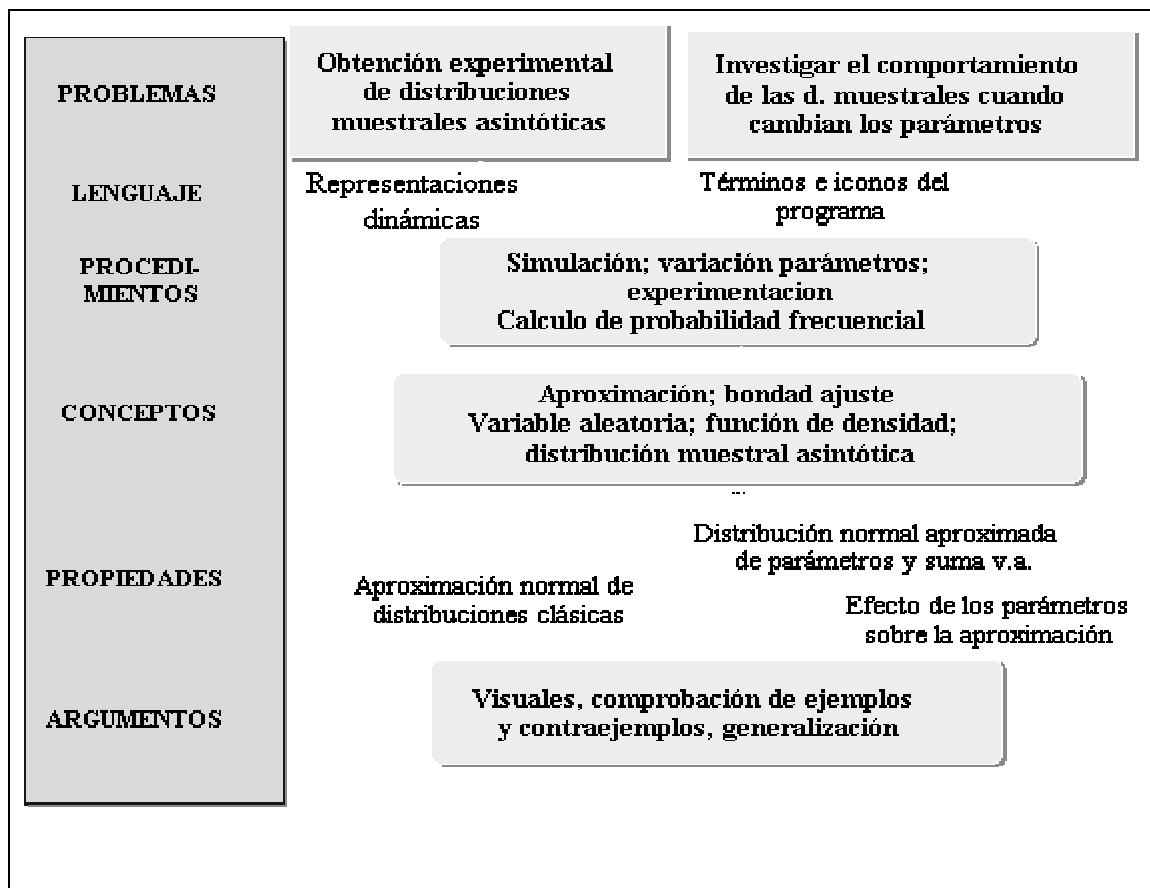 PROBLEMAS
Obtención experimental
de distribuciones
muestrales asintóticas
Investigar el comportamiento
de las d. muestrales cuando
cambian los parámetros
LENGUAJE
Representaciones
dinámicas
Términos e iconos del
programa
PROCEDI-
MIENTOS
Simulación; variación parámetros;
experimentacion
Calculo de probabilidad frecuencial
CONCEPTOS
Aproximación; bondad ajuste
Variable aleatoria; función de densidad;
distribución muestral asintótica
...
PROPIEDADES
Distribución normal aproximada
de parámetros y suma v.a.
Aproximación normal de
distribuciones clásicas
Efecto de los parámetros
sobre la aproximación
ARGUMENTOS
Visuales, comprobación de ejemplos
y contraejemplos, generalización